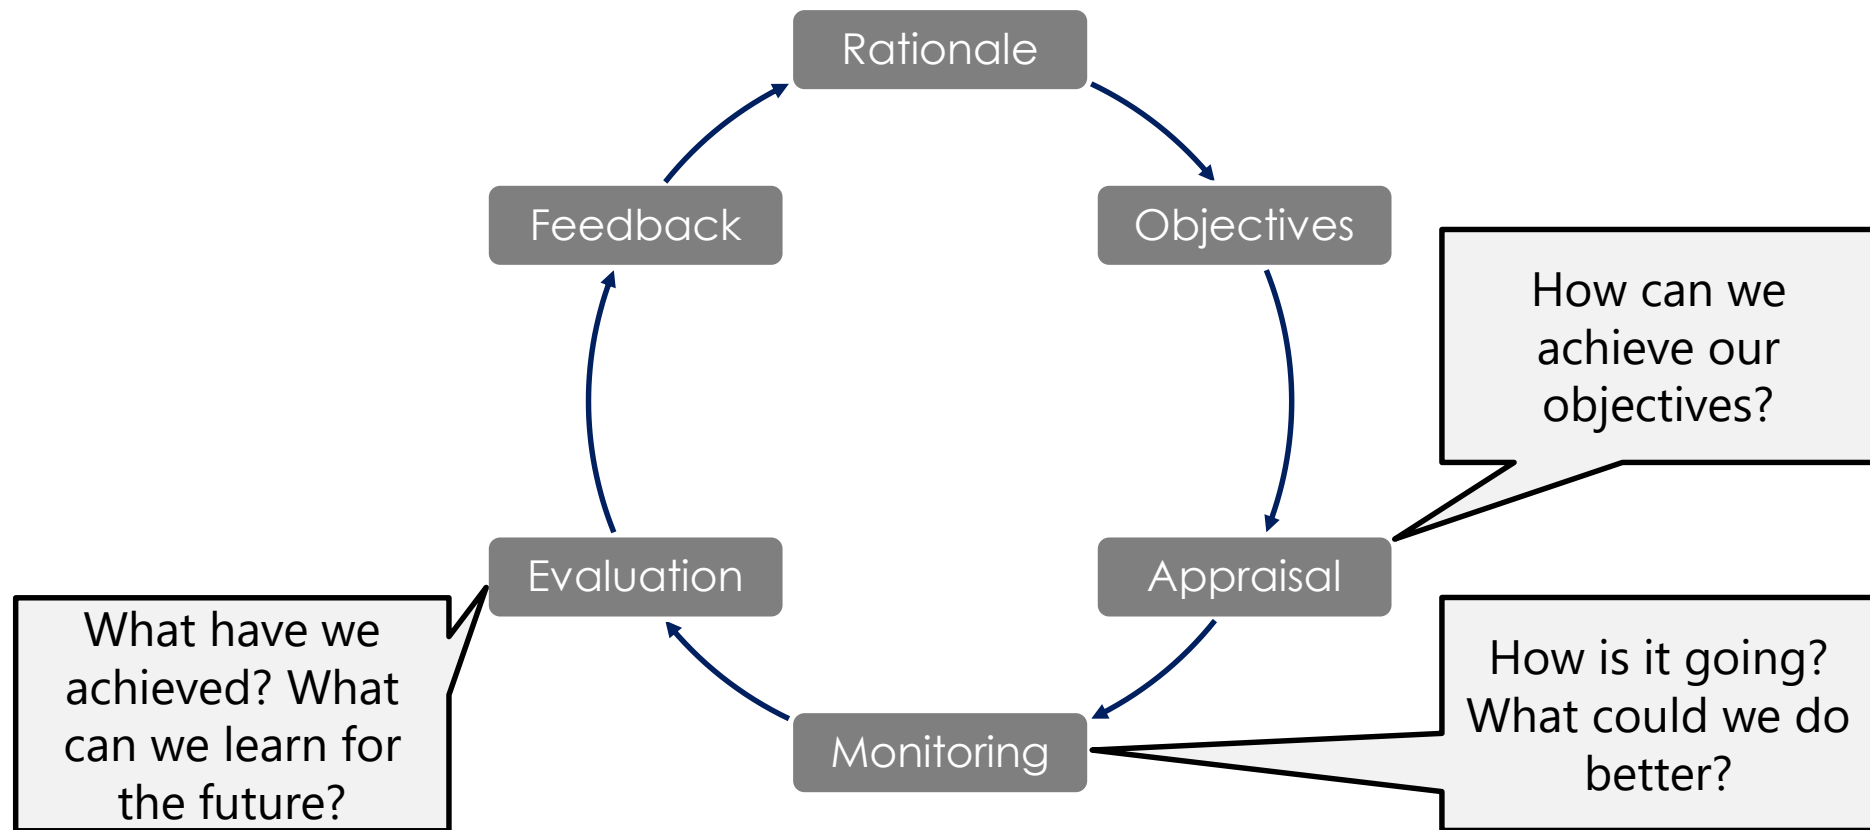 Rationale
Feedback
Objectives
How can we
achieve our
objectives?
Evaluation
Appraisal
What have we
achieved? What
can we learn for
the future?
How is it going?
What could we do
better?
Monitoring